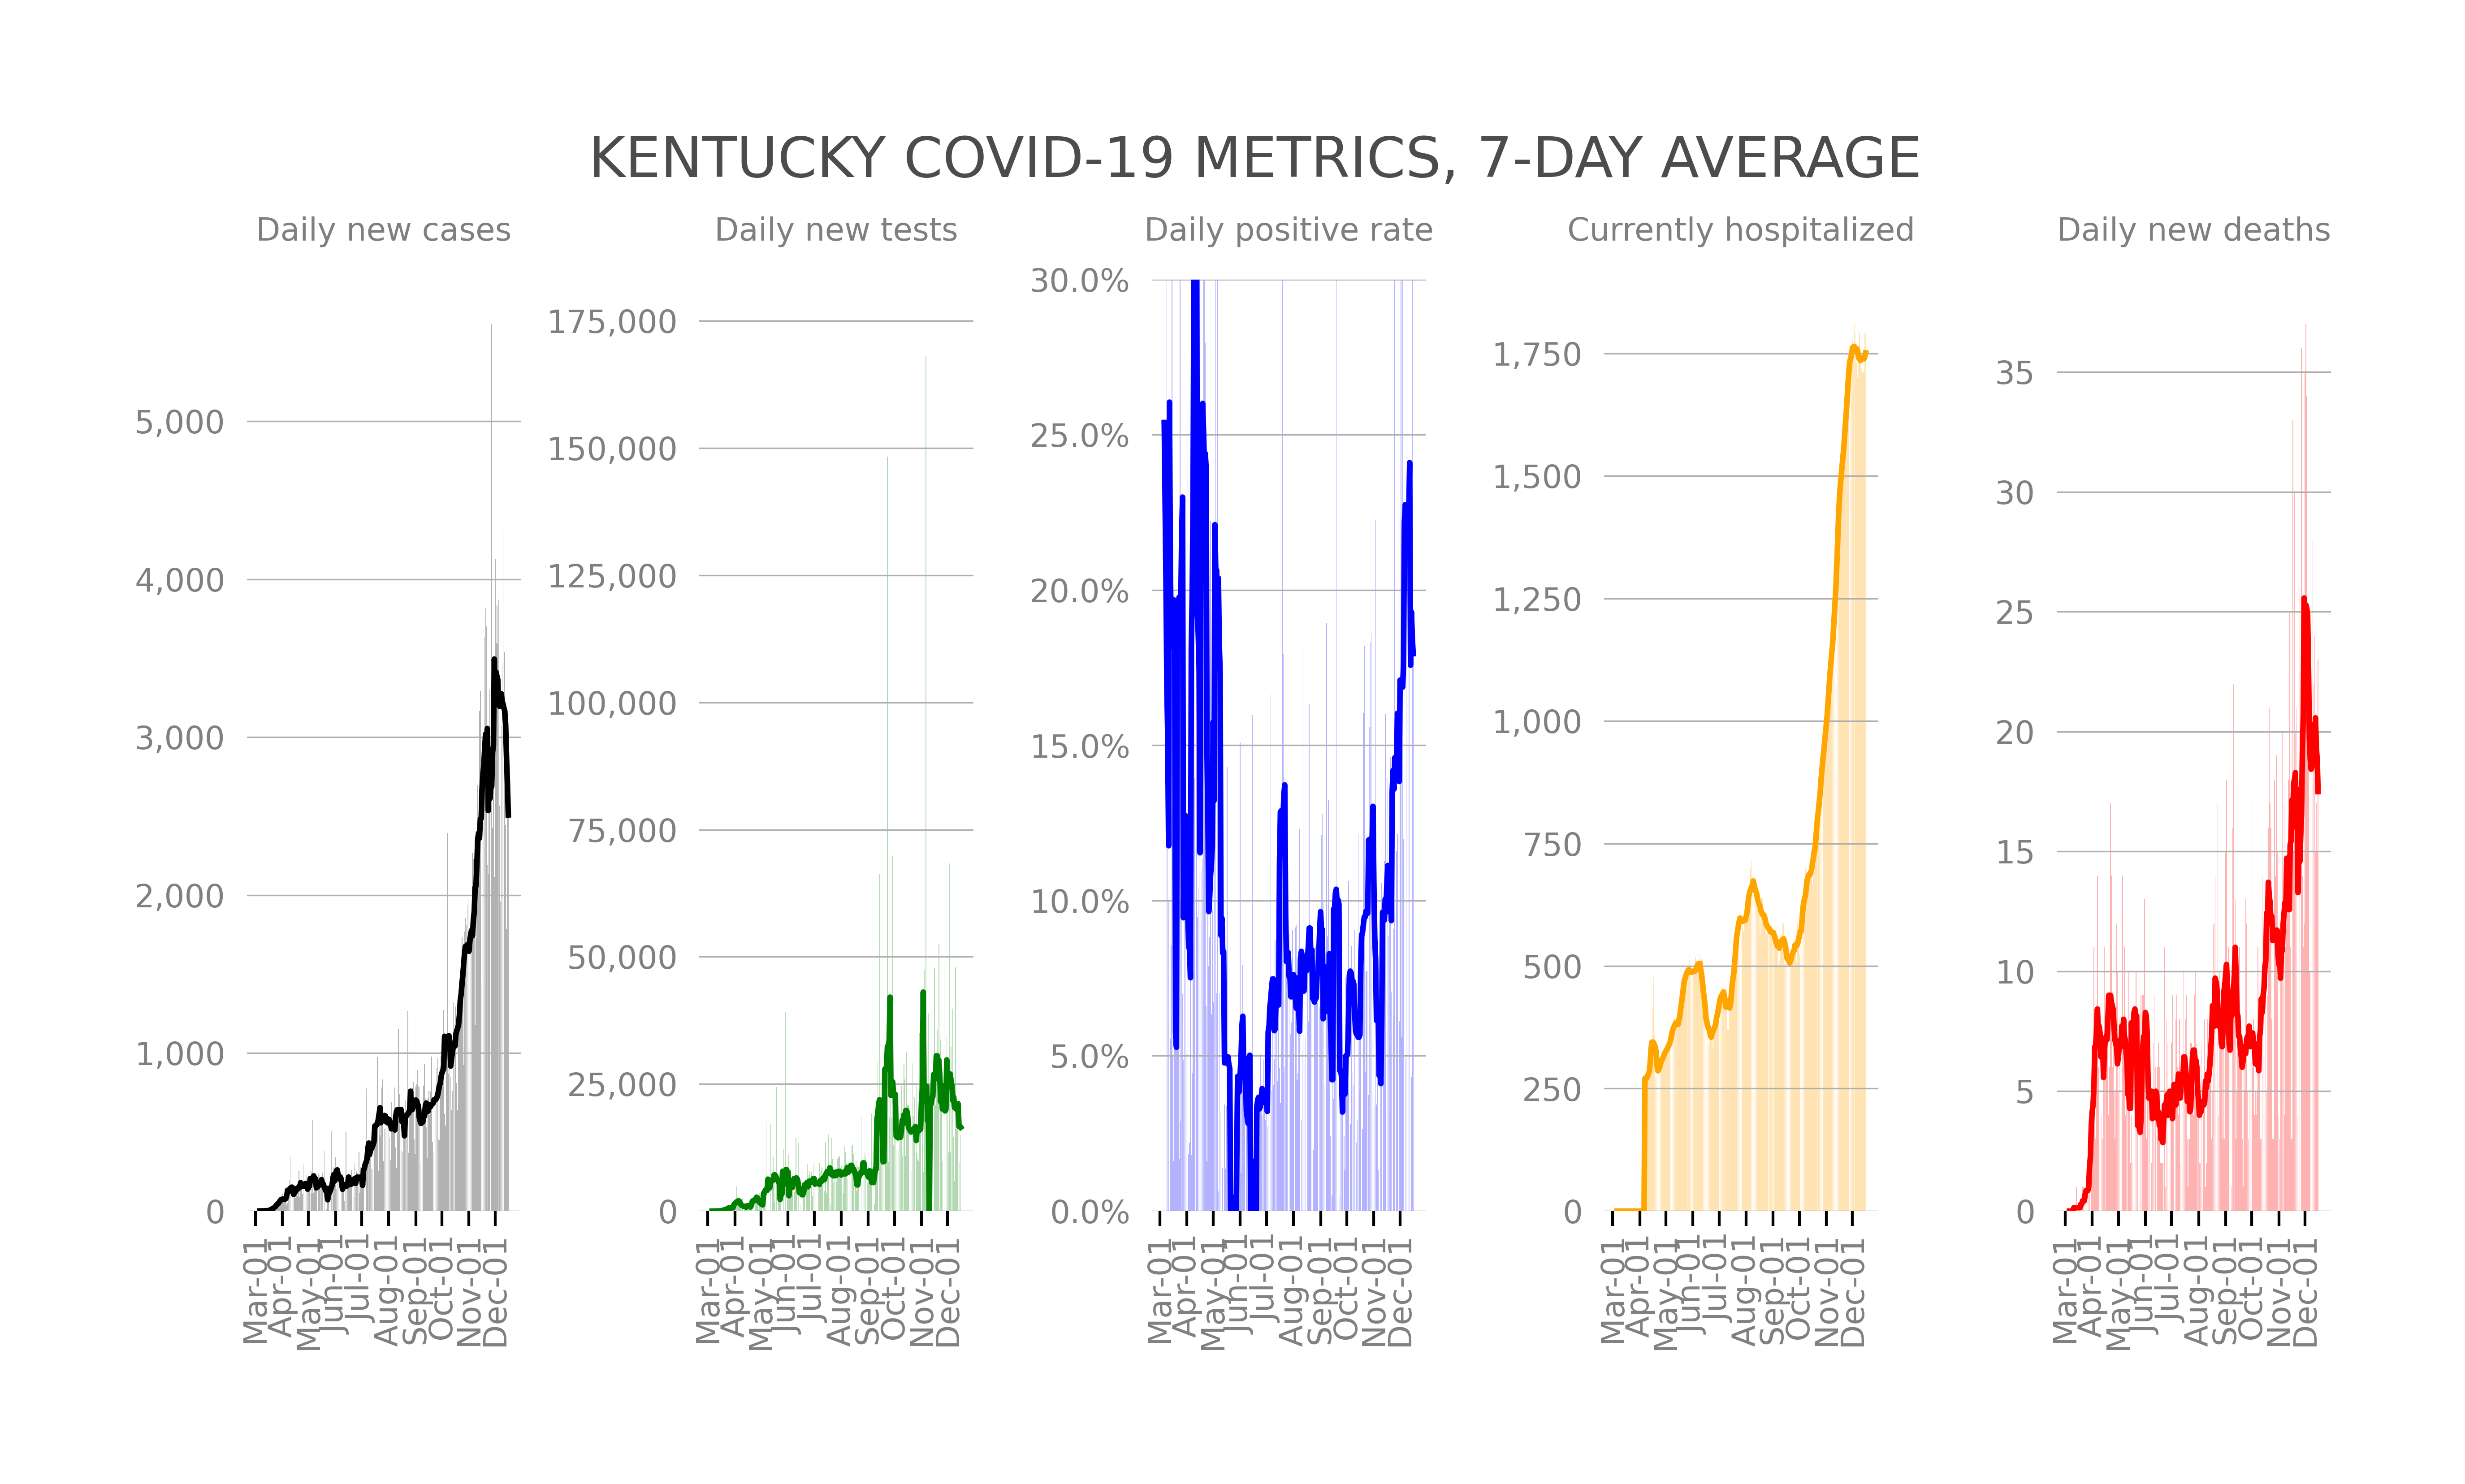 KENTUCKY COVID-19 METRICS, 7-DAY AVERAGE
Daily new cases
5,000
4,000
3,000
2,000
1,000
0
Mar-01
Apr-01
May-01
Jun-01
Jul-01
Aug-01
Sep-01
Oct-01
Nov-01
Dec-01
Daily new tests
175,000
150,000
125,000
100,000
75,000
50,000
25,000
0
Mar-01
Apr-01
May-01
Jun-01
Jul-01
Aug-01
Sep-01
Oct-01
Nov-01
Dec-01
Daily positive rate
30.0%
25.0%
20.0%
15.0%
10.0%
5.0%
0.0%
Mar-01
Apr-01
May-01
Jun-01
Jul-01
Aug-01
Sep-01
Oct-01
Nov-01
Dec-01
Currently hospitalized
1,750
1,500
1,250
1,000
750
500
250
0
Mar-01
Apr-01
May-01
Jun-01
Jul-01
Aug-01
Sep-01
Oct-01
Nov-01
Dec-01
Daily new deaths
35
30
25
20
15
10
5
0
Mar-01
Apr-01
May-01
Jun-01
Jul-01
Aug-01
Sep-01
Oct-01
Nov-01
Dec-01